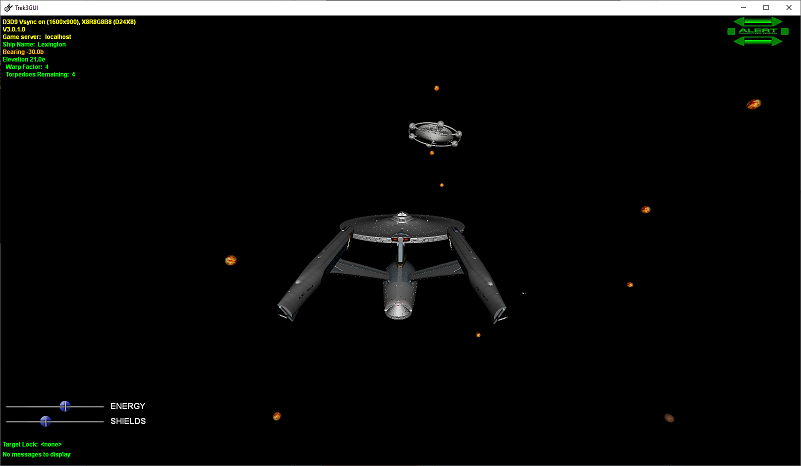 Trek3GUI
D3D9 Vsync on (1600x900), X8R8G8B8 (D24X8)
V3.0.1.0
Game server: localhost
Ship Name: Lexington
Bearing -30.0b
Elevation 21.0e
Warp Factor: 4
Torpedoes Remaining: 4
ALERT
ENERGY
SHIELDS
Target Lock: <none>
No messages to display